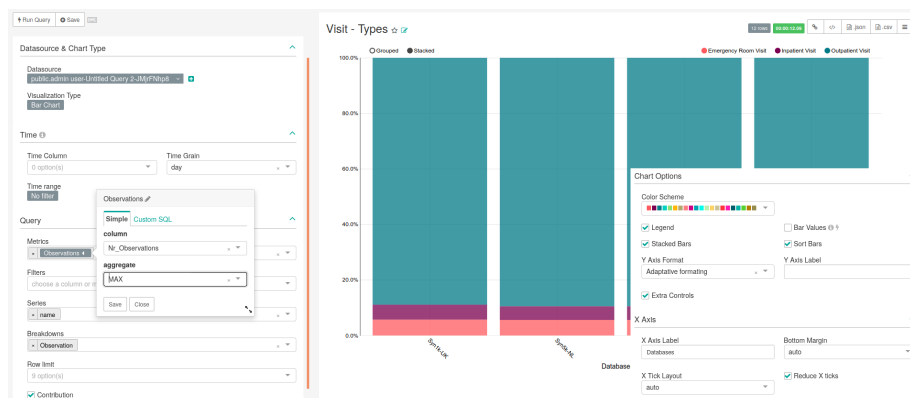 Run Query
Save
Datasource & Chart Type
Datasource
public.admin user-Untitled Query 2-JMjrFNhp8
Visualization Type
Bar Chart
Time
Time Column
Time Grain
0 option(s)
day
Time range
No filter
Query
Metrics
Observations
Filters
choose a column or m
Series
name
Breakdowns
Observation
Row limit
9 option(s)
Contribution
Observations
Simple
Custom SQL
column
Nr_Observations
aggregate
MAX
Save
Close
Visit - Types
12 rows
00:00:12.09
.json
.csv
Grouped
Stacked
Emergency Room Visit
Inpatient Visit
Outpatient Visit
100.0%
80.0%
60.0%
40.0%
20.0%
0.0%
Syn1k-UK
Syn5k-NL
Database
Chart Options
Color Scheme
Legend
Bar Values
Stacked Bars
Sort Bars
Y Axis Format
Y Axis Label
Adaptative formating
Extra Controls
X Axis
X Axis Label
Bottom Margin
Databases
auto
X Tick Layout
Reduce X ticks
auto